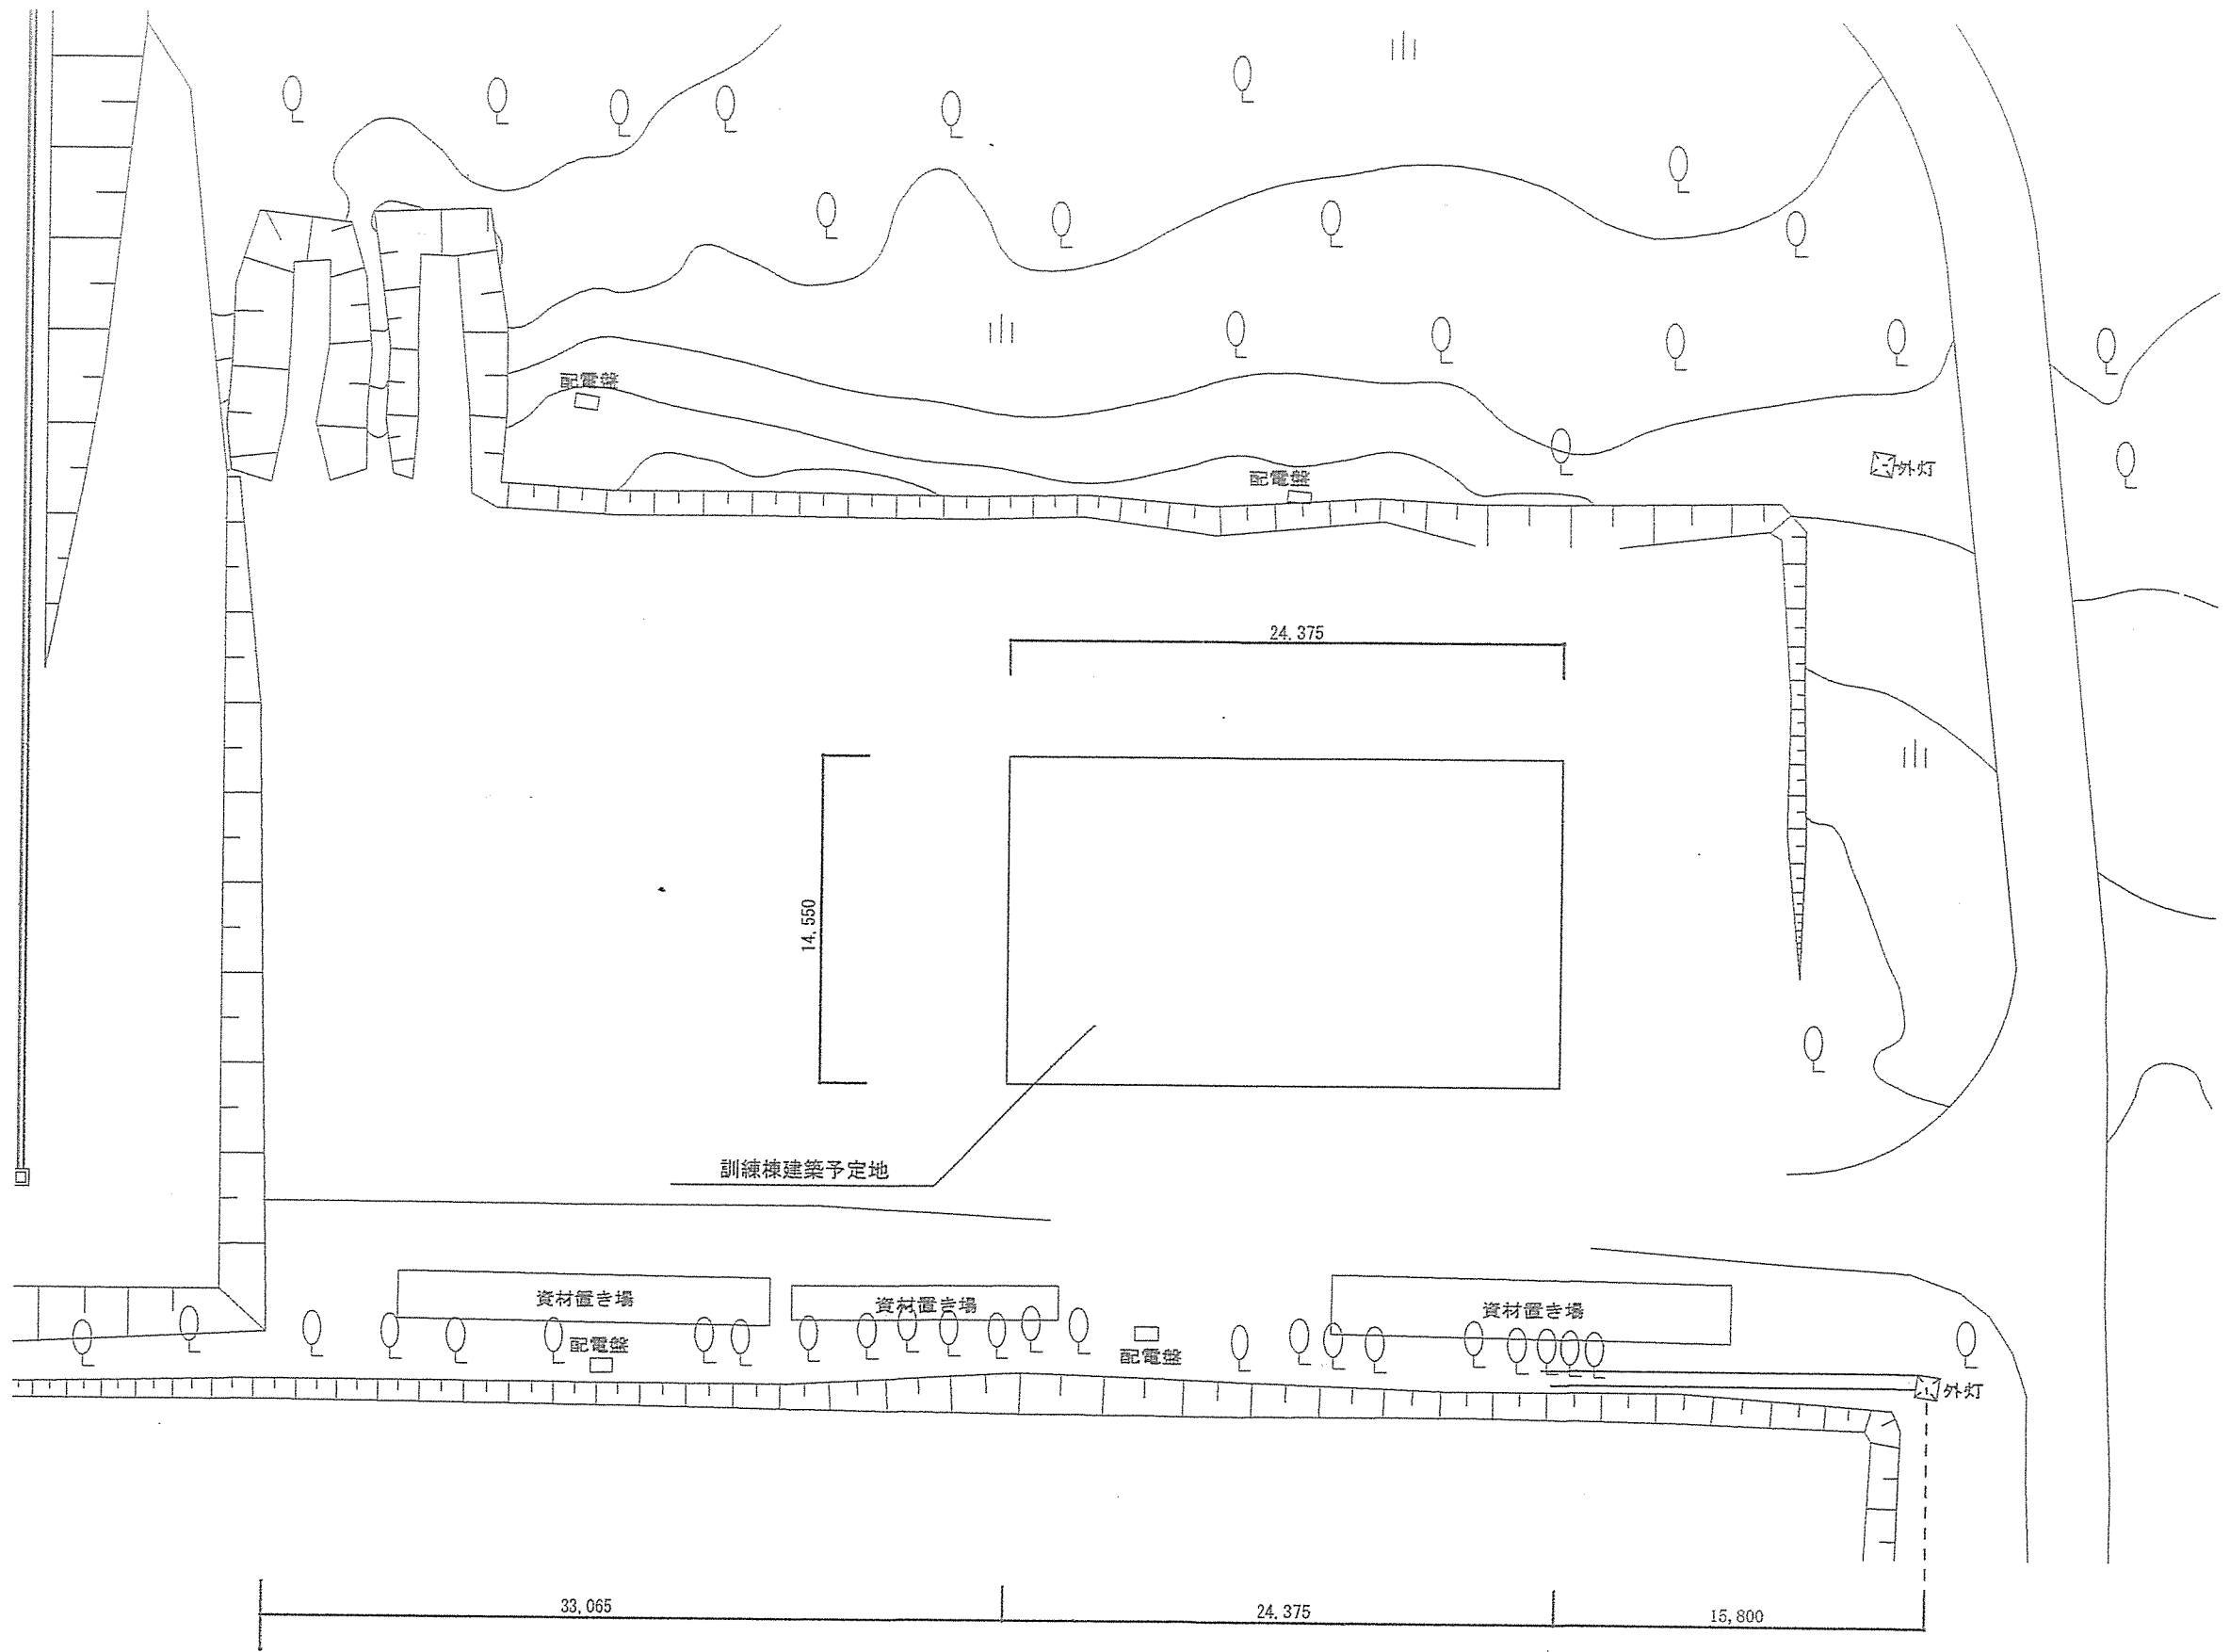 配電盤
外灯
配電盤
24.375
14,550
訓練棟建築予定地
資材置き場
資材置き場
資材置き場
配電盤
配電盤
外灯
33,065
24.375
15,800